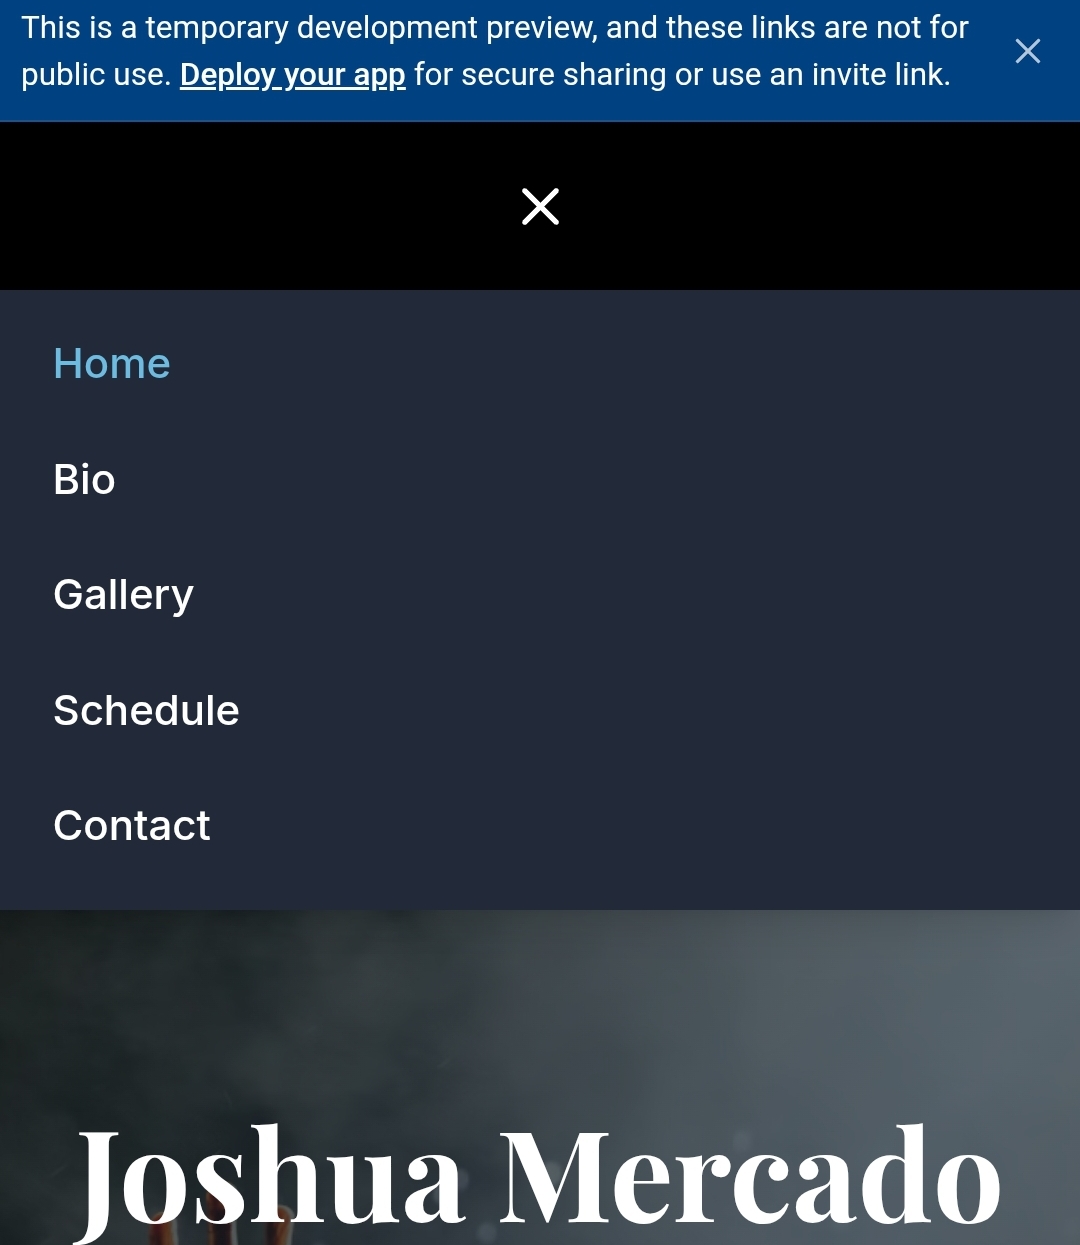 This is a temporary development preview, and these links are not for
public use. Deploy your app for secure sharing or use an invite link.
Home
Bio
Gallery
Schedule
Contact
Joshua Mercado